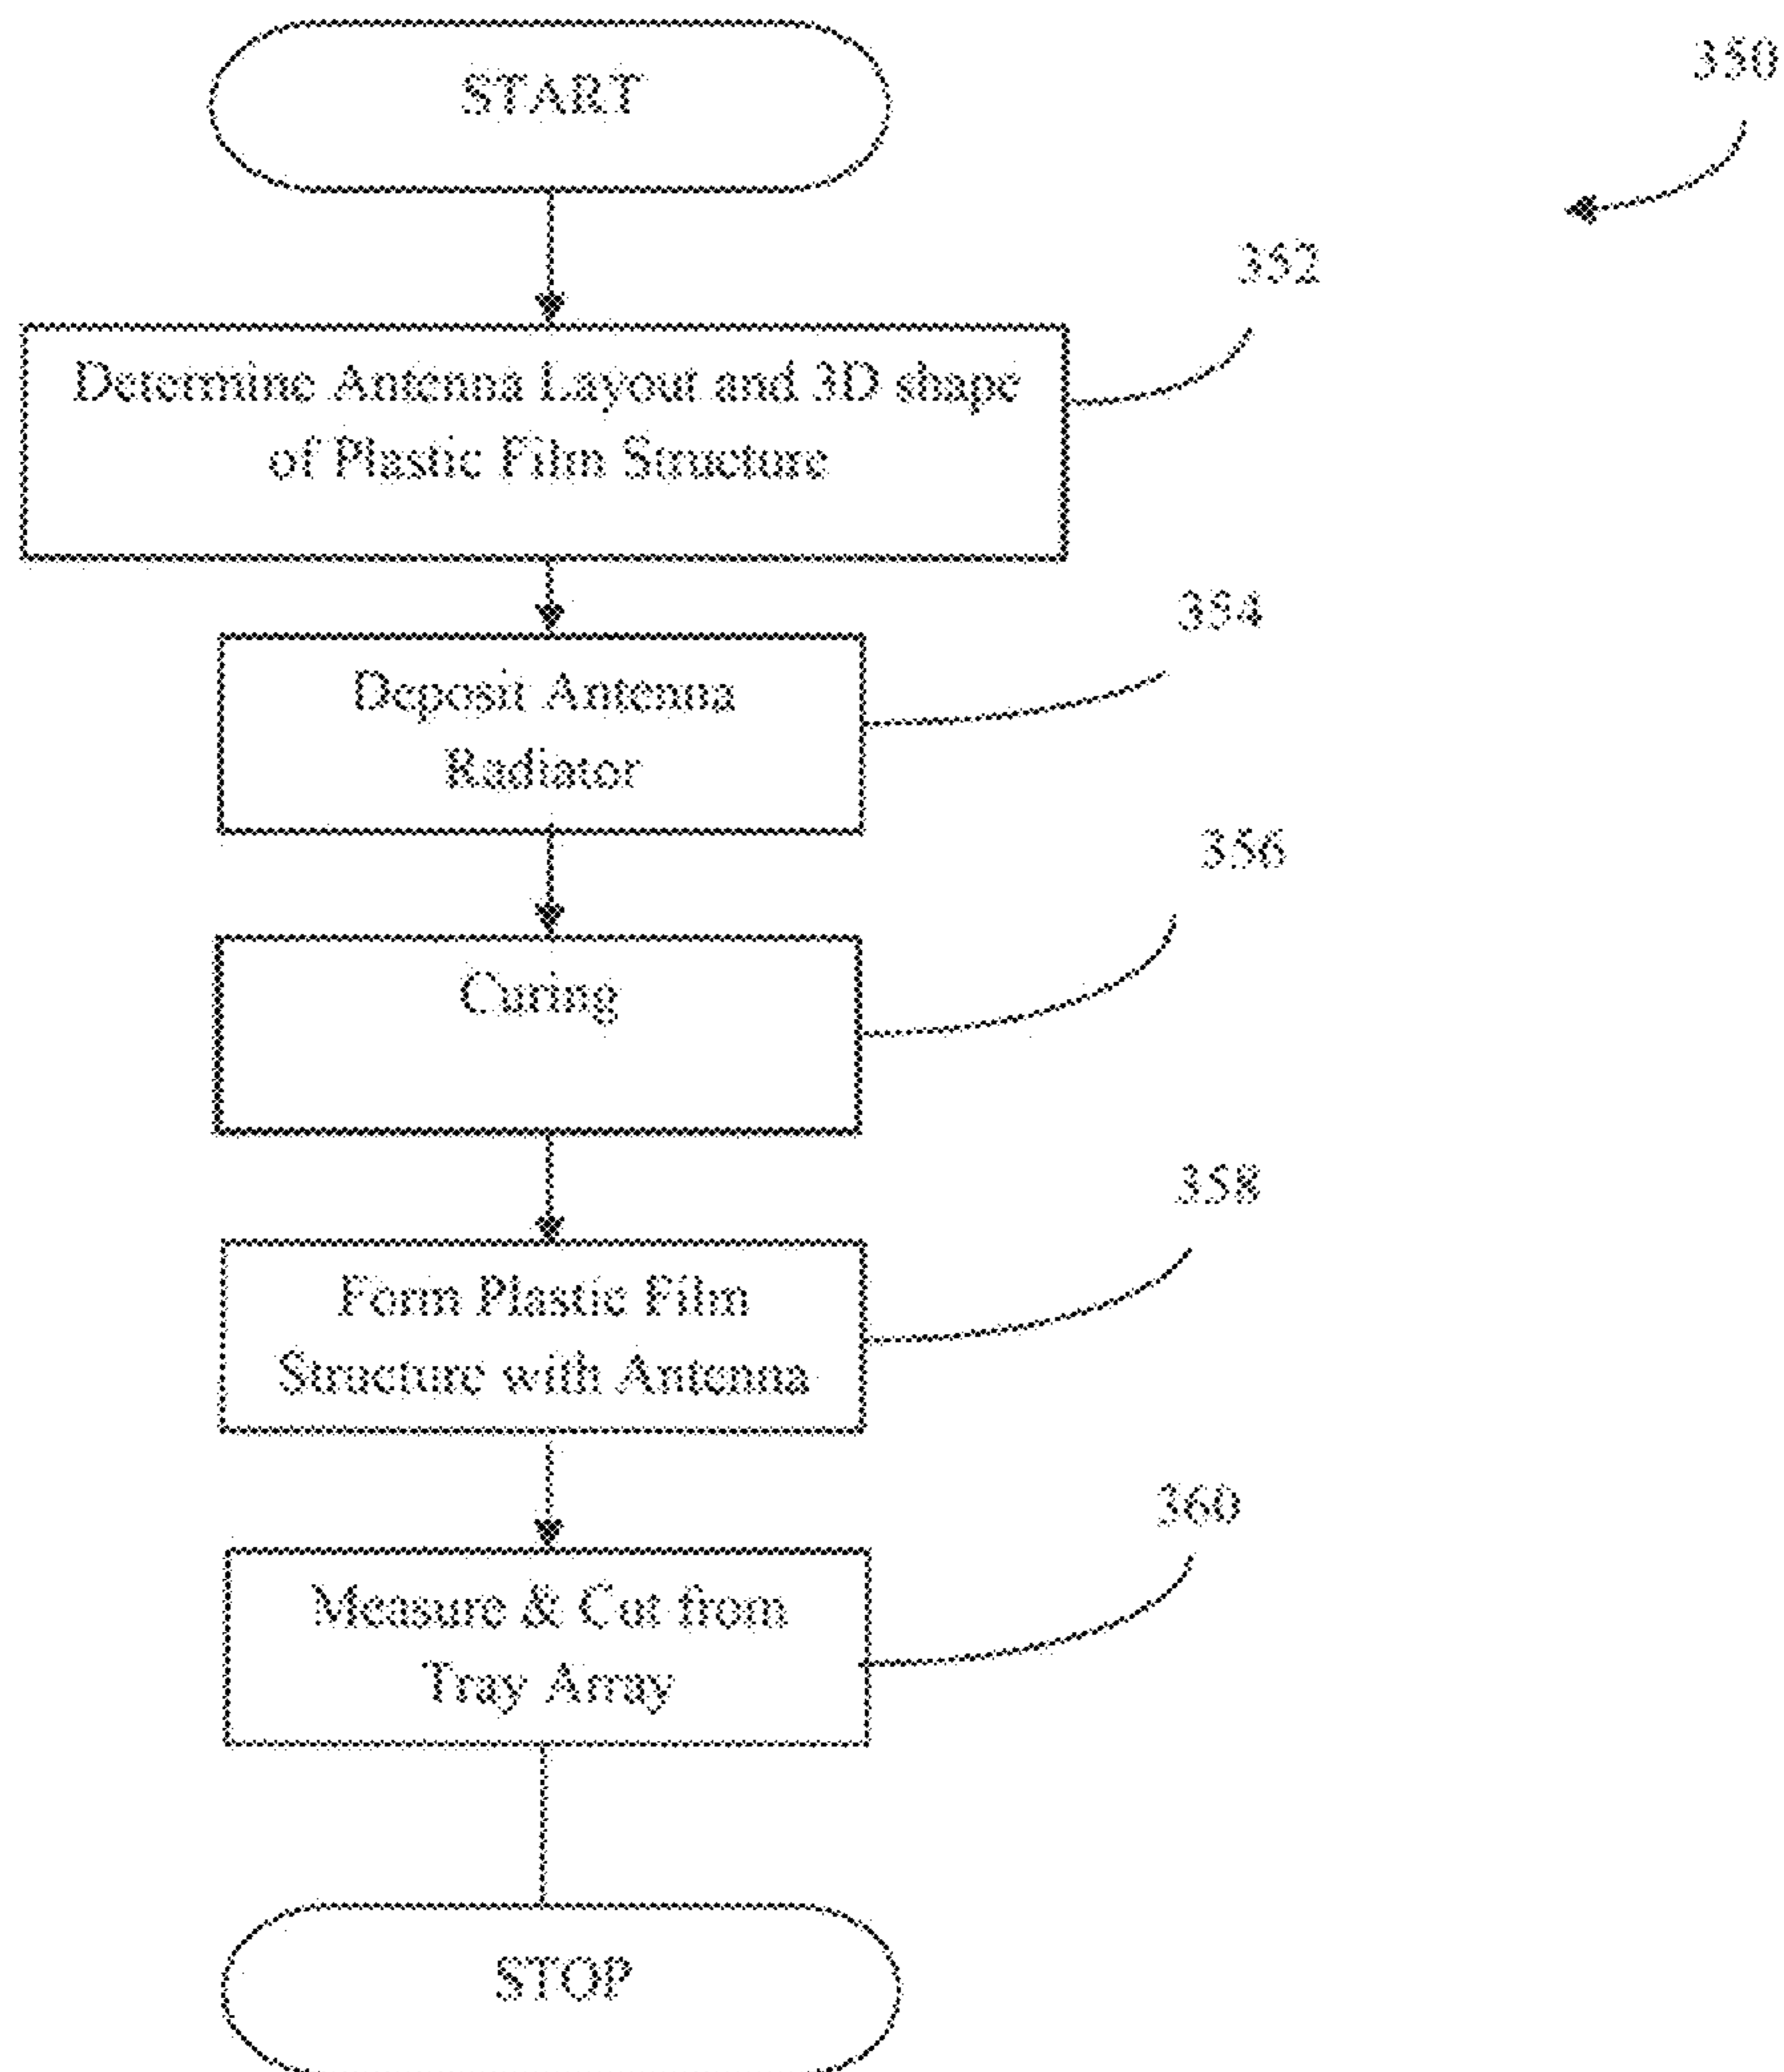 START
350
352
Determine Antenna Layout and 3D shape
of Plastic Film Structure
354
Deposit Antenna
Radiator
356
Curing
358
Form Plastic Film
Structure with Antenna
360
Measure & Cut from
Tray Array
STOP